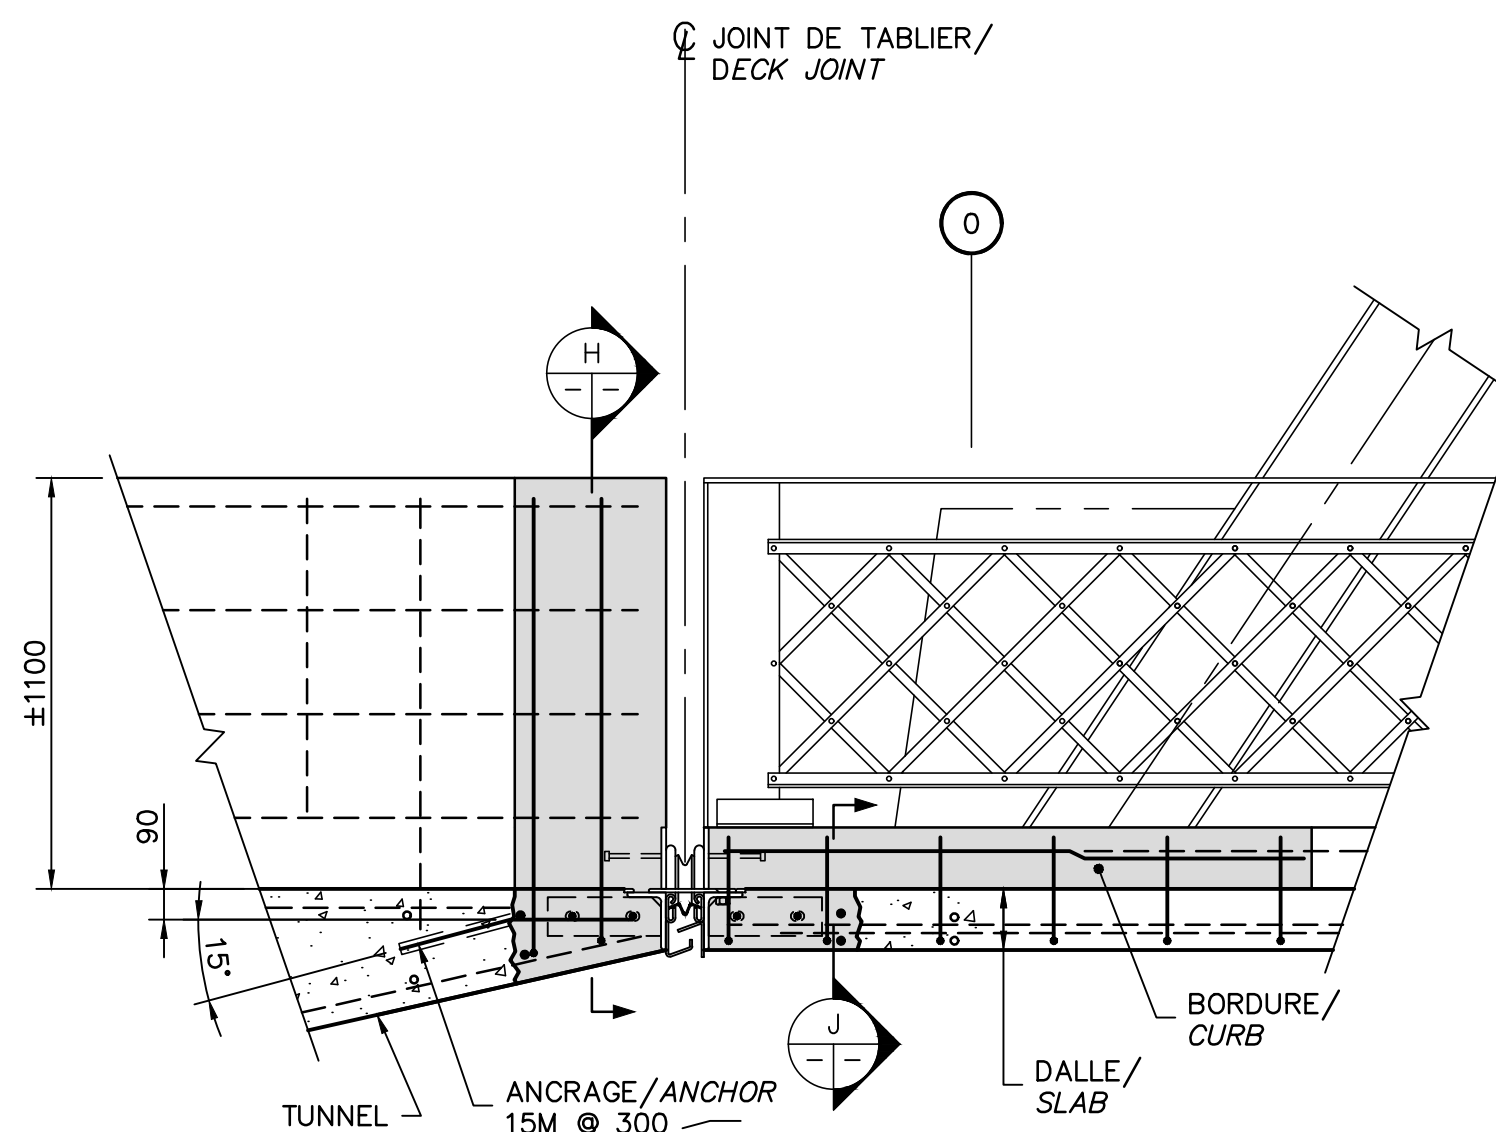 ℄ JOINT DE TABLIER/
DECK JOINT
0
H
±1100
90
15°
J
BORDURE/
CURB
DALLE/
SLAB
ANCRAGE/ANCHOR
15M @ 300
TUNNEL